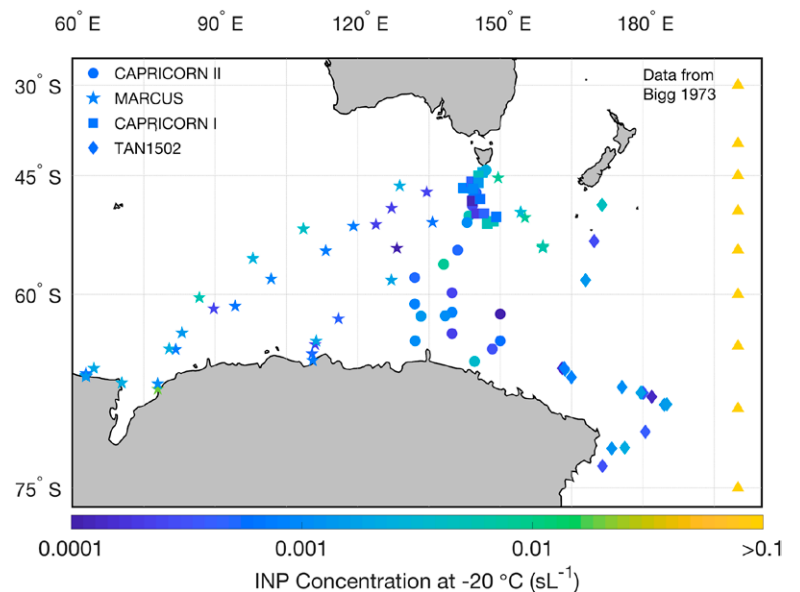 60° E
90° E
120° E
150° E
180° E
CAPRICORN II
MARCUS
CAPRICORN I
TAN1502
Data from
Bigg 1973
30° S
45° S
60° S
75° S
0.0001
0.001
0.01
>0.1
INP Concentration at -20 °C (sL⁻¹)